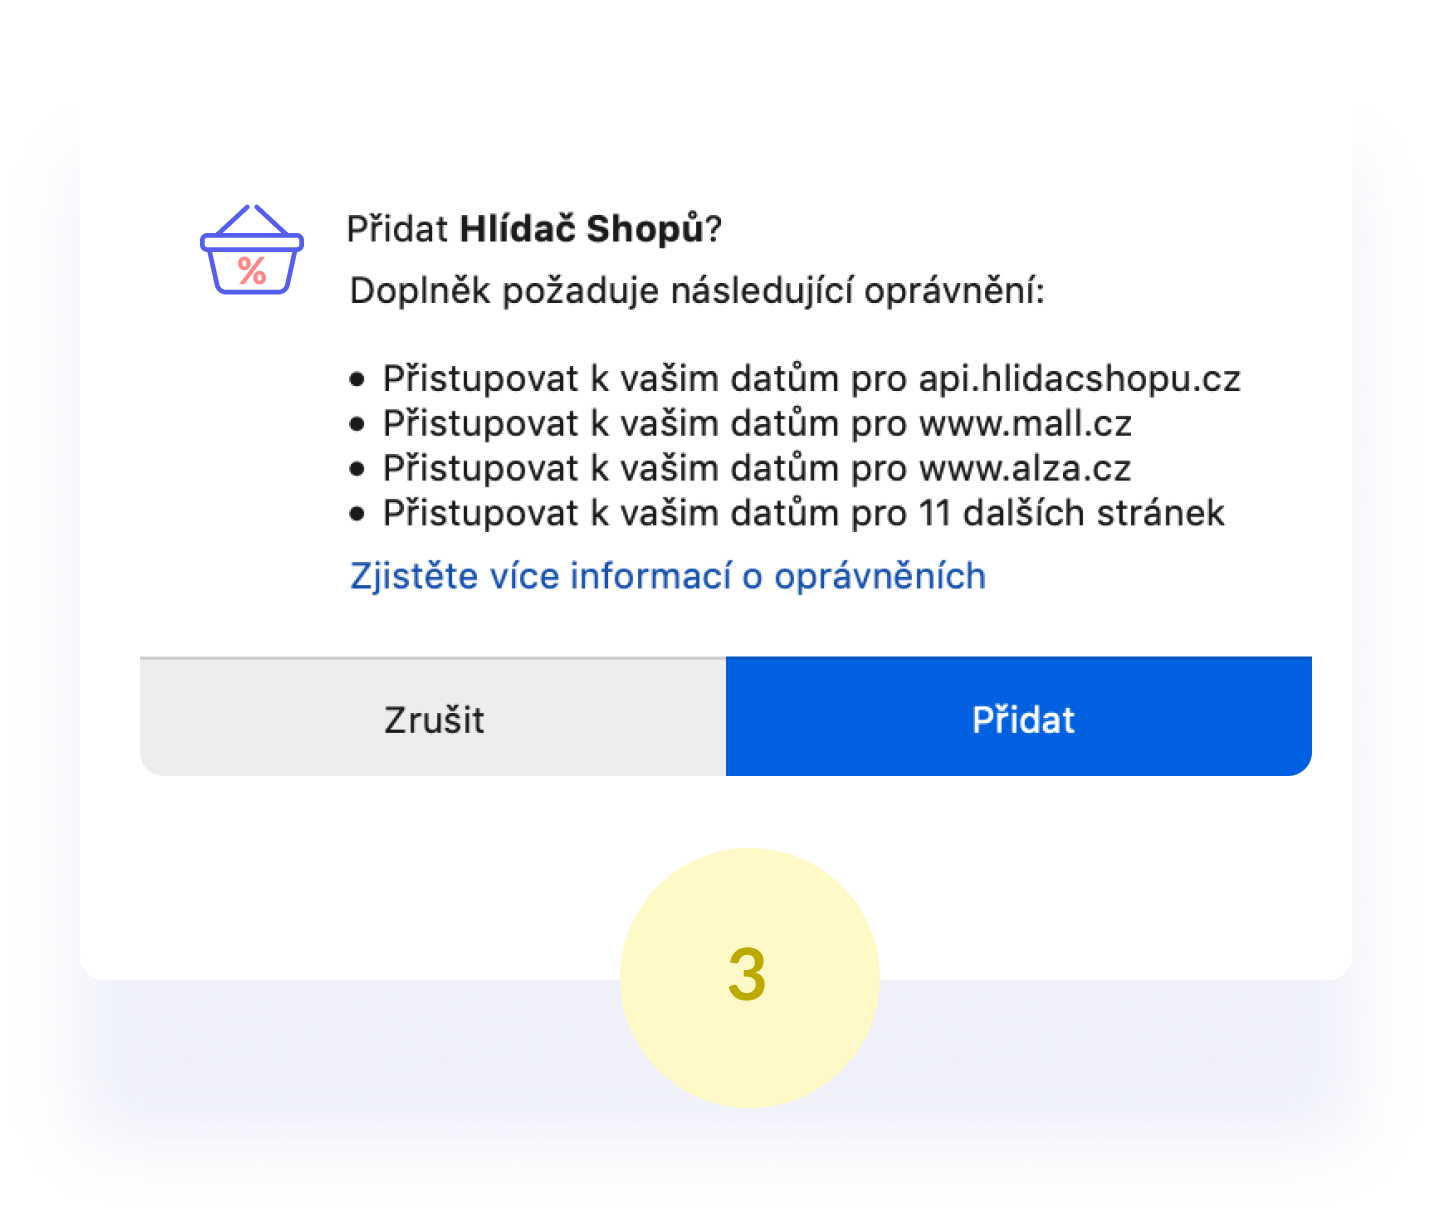 %
Přidat Hlídač Shopů?
Doplněk požaduje následující oprávnění:
• Přistupovat k vašim datům pro api.hlidacshopu.cz
• Přistupovat k vašim datům pro www.mall.cz
• Přistupovat k vašim datům pro www.alza.cz
• Přistupovat k vašim datům pro 11 dalších stránek
Zjistěte více informací o oprávněních
Zrušit
Přidat
3